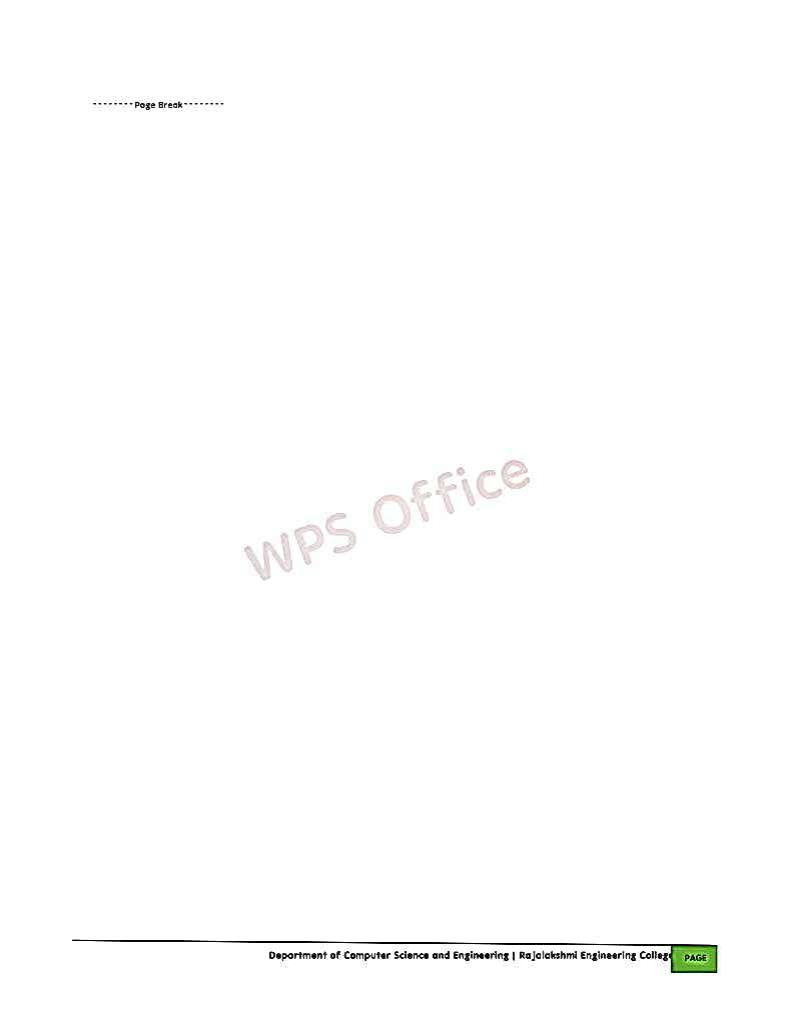 --------Page Break--------
WPS Office
Department of Computer Science and Engineering | Rajalakshmi Engineering College
PAGE